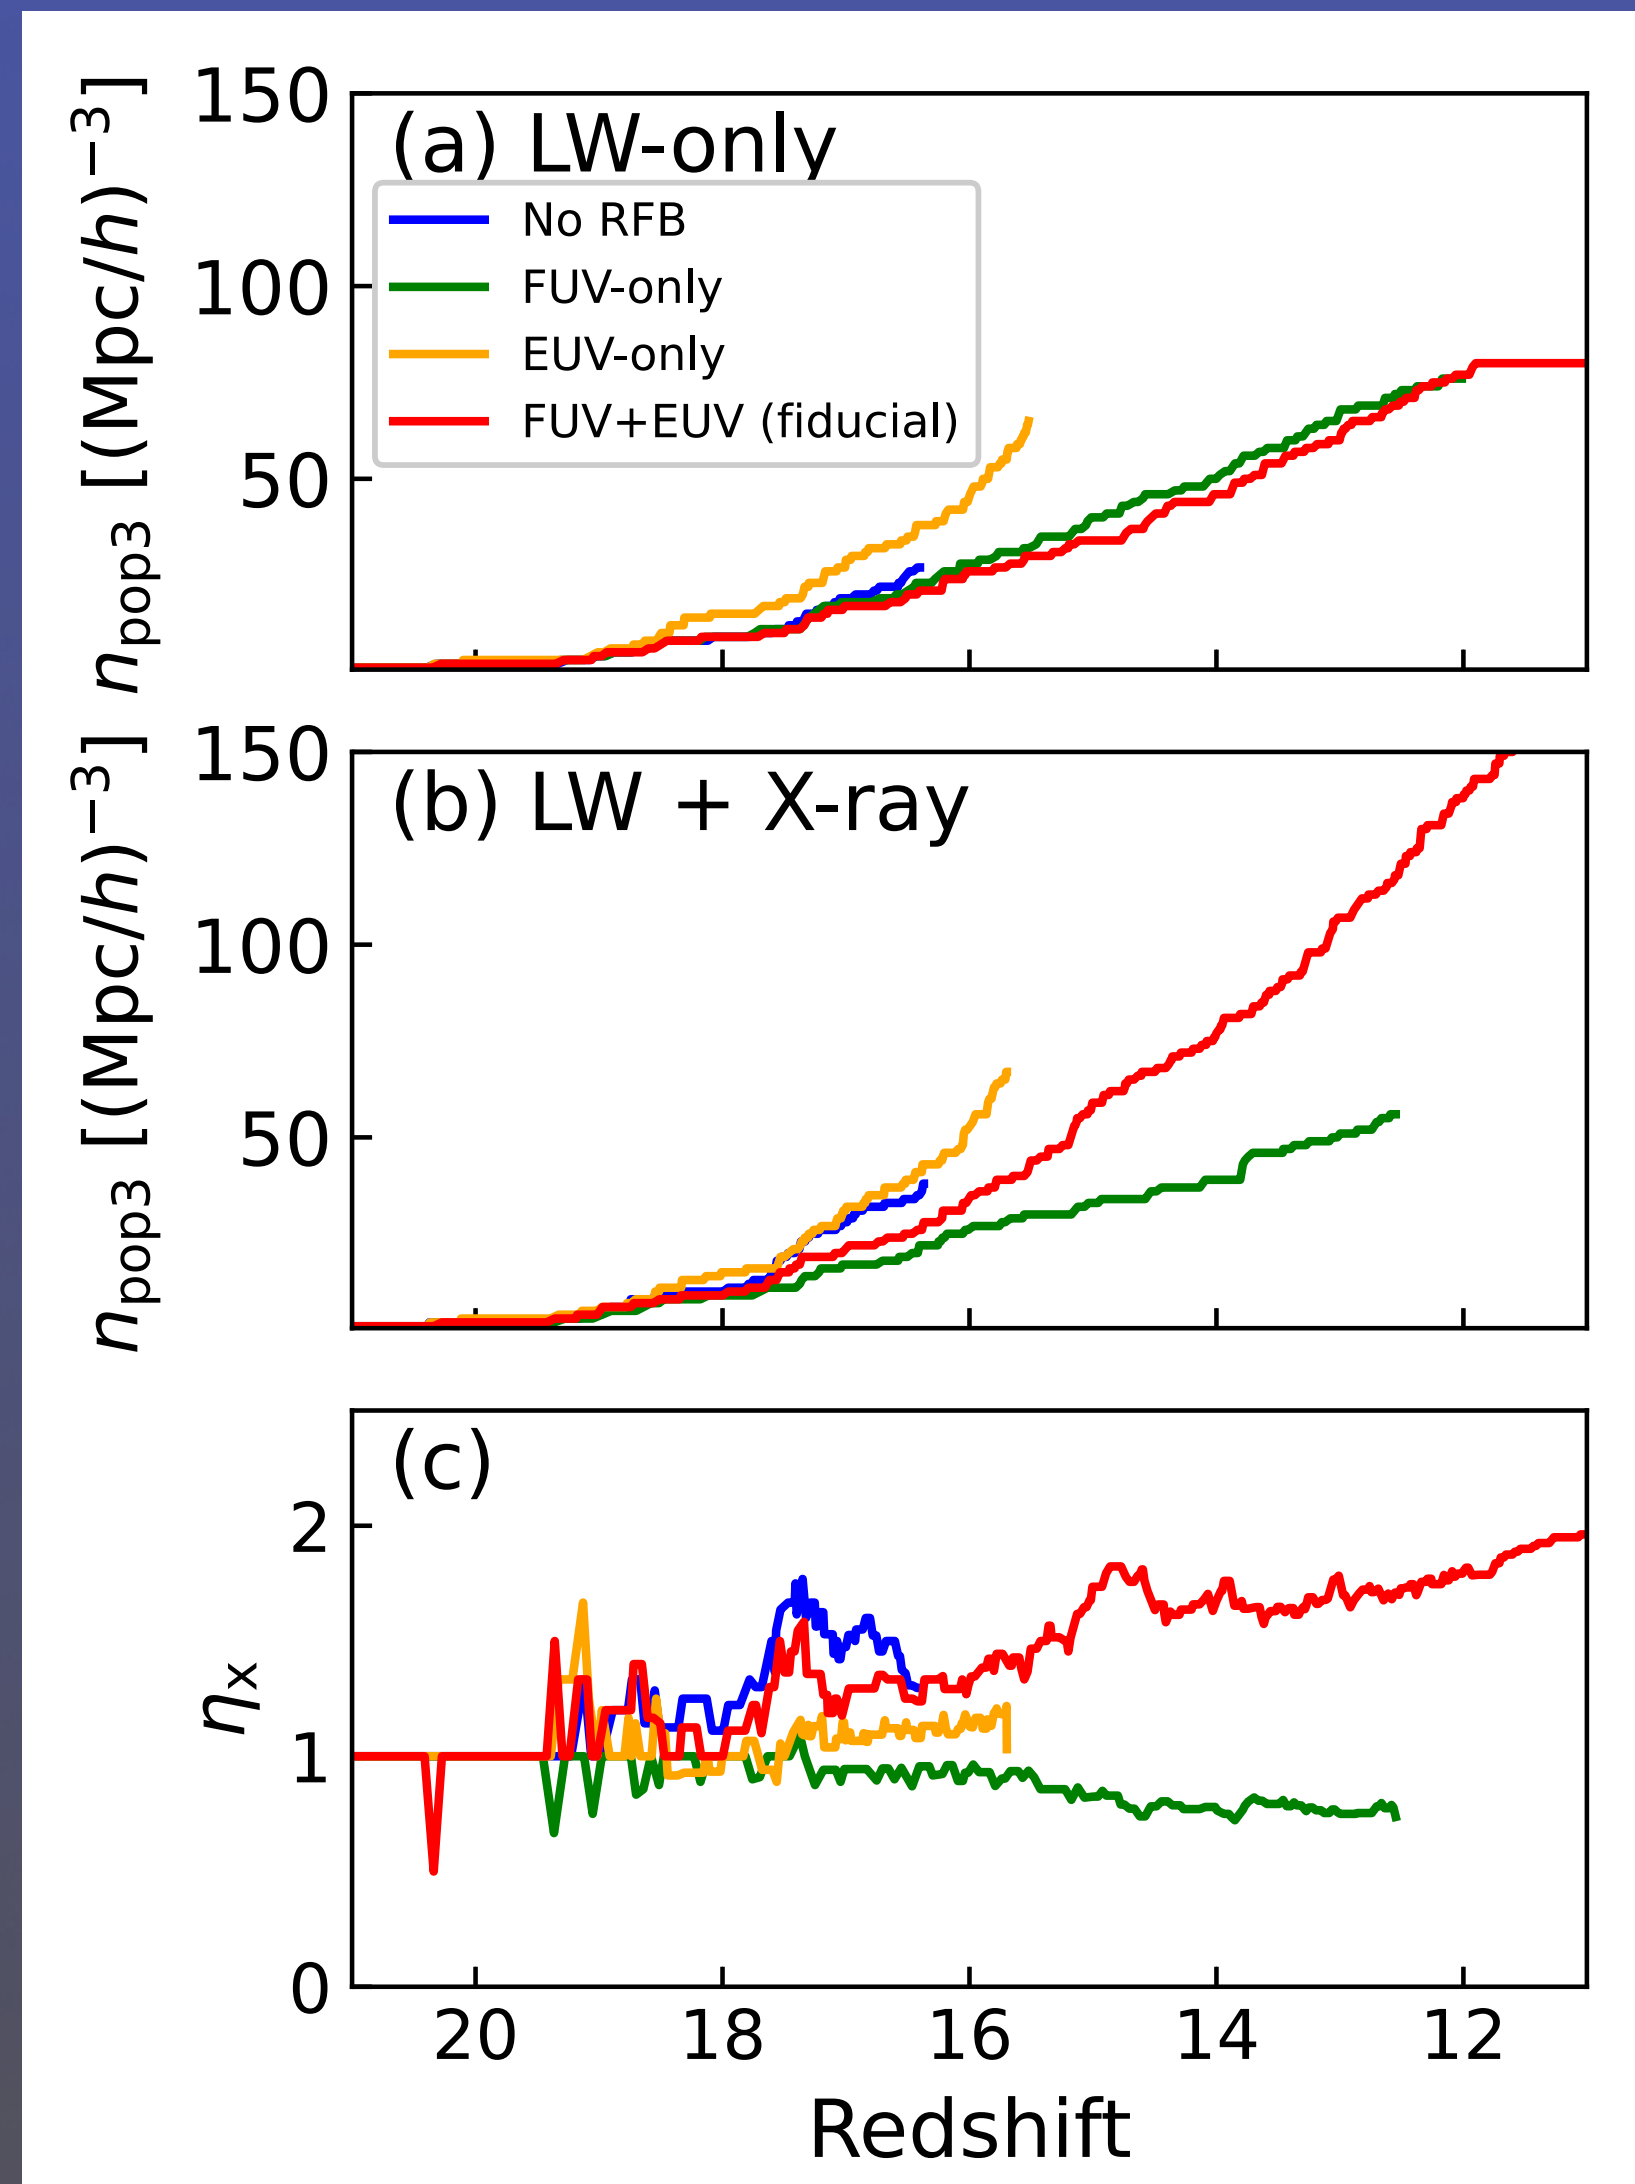 150
(a) LW-only
No RFB
FUV-only
EUV-only
FUV+EUV (fiducial)
100
50
n_pop3 [(Mpc/h)⁻³]
150
(b) LW + X-ray
100
50
n_pop3 [(Mpc/h)⁻³]
(c)
2
1
0
η_x
20 18 16 14 12
Redshift